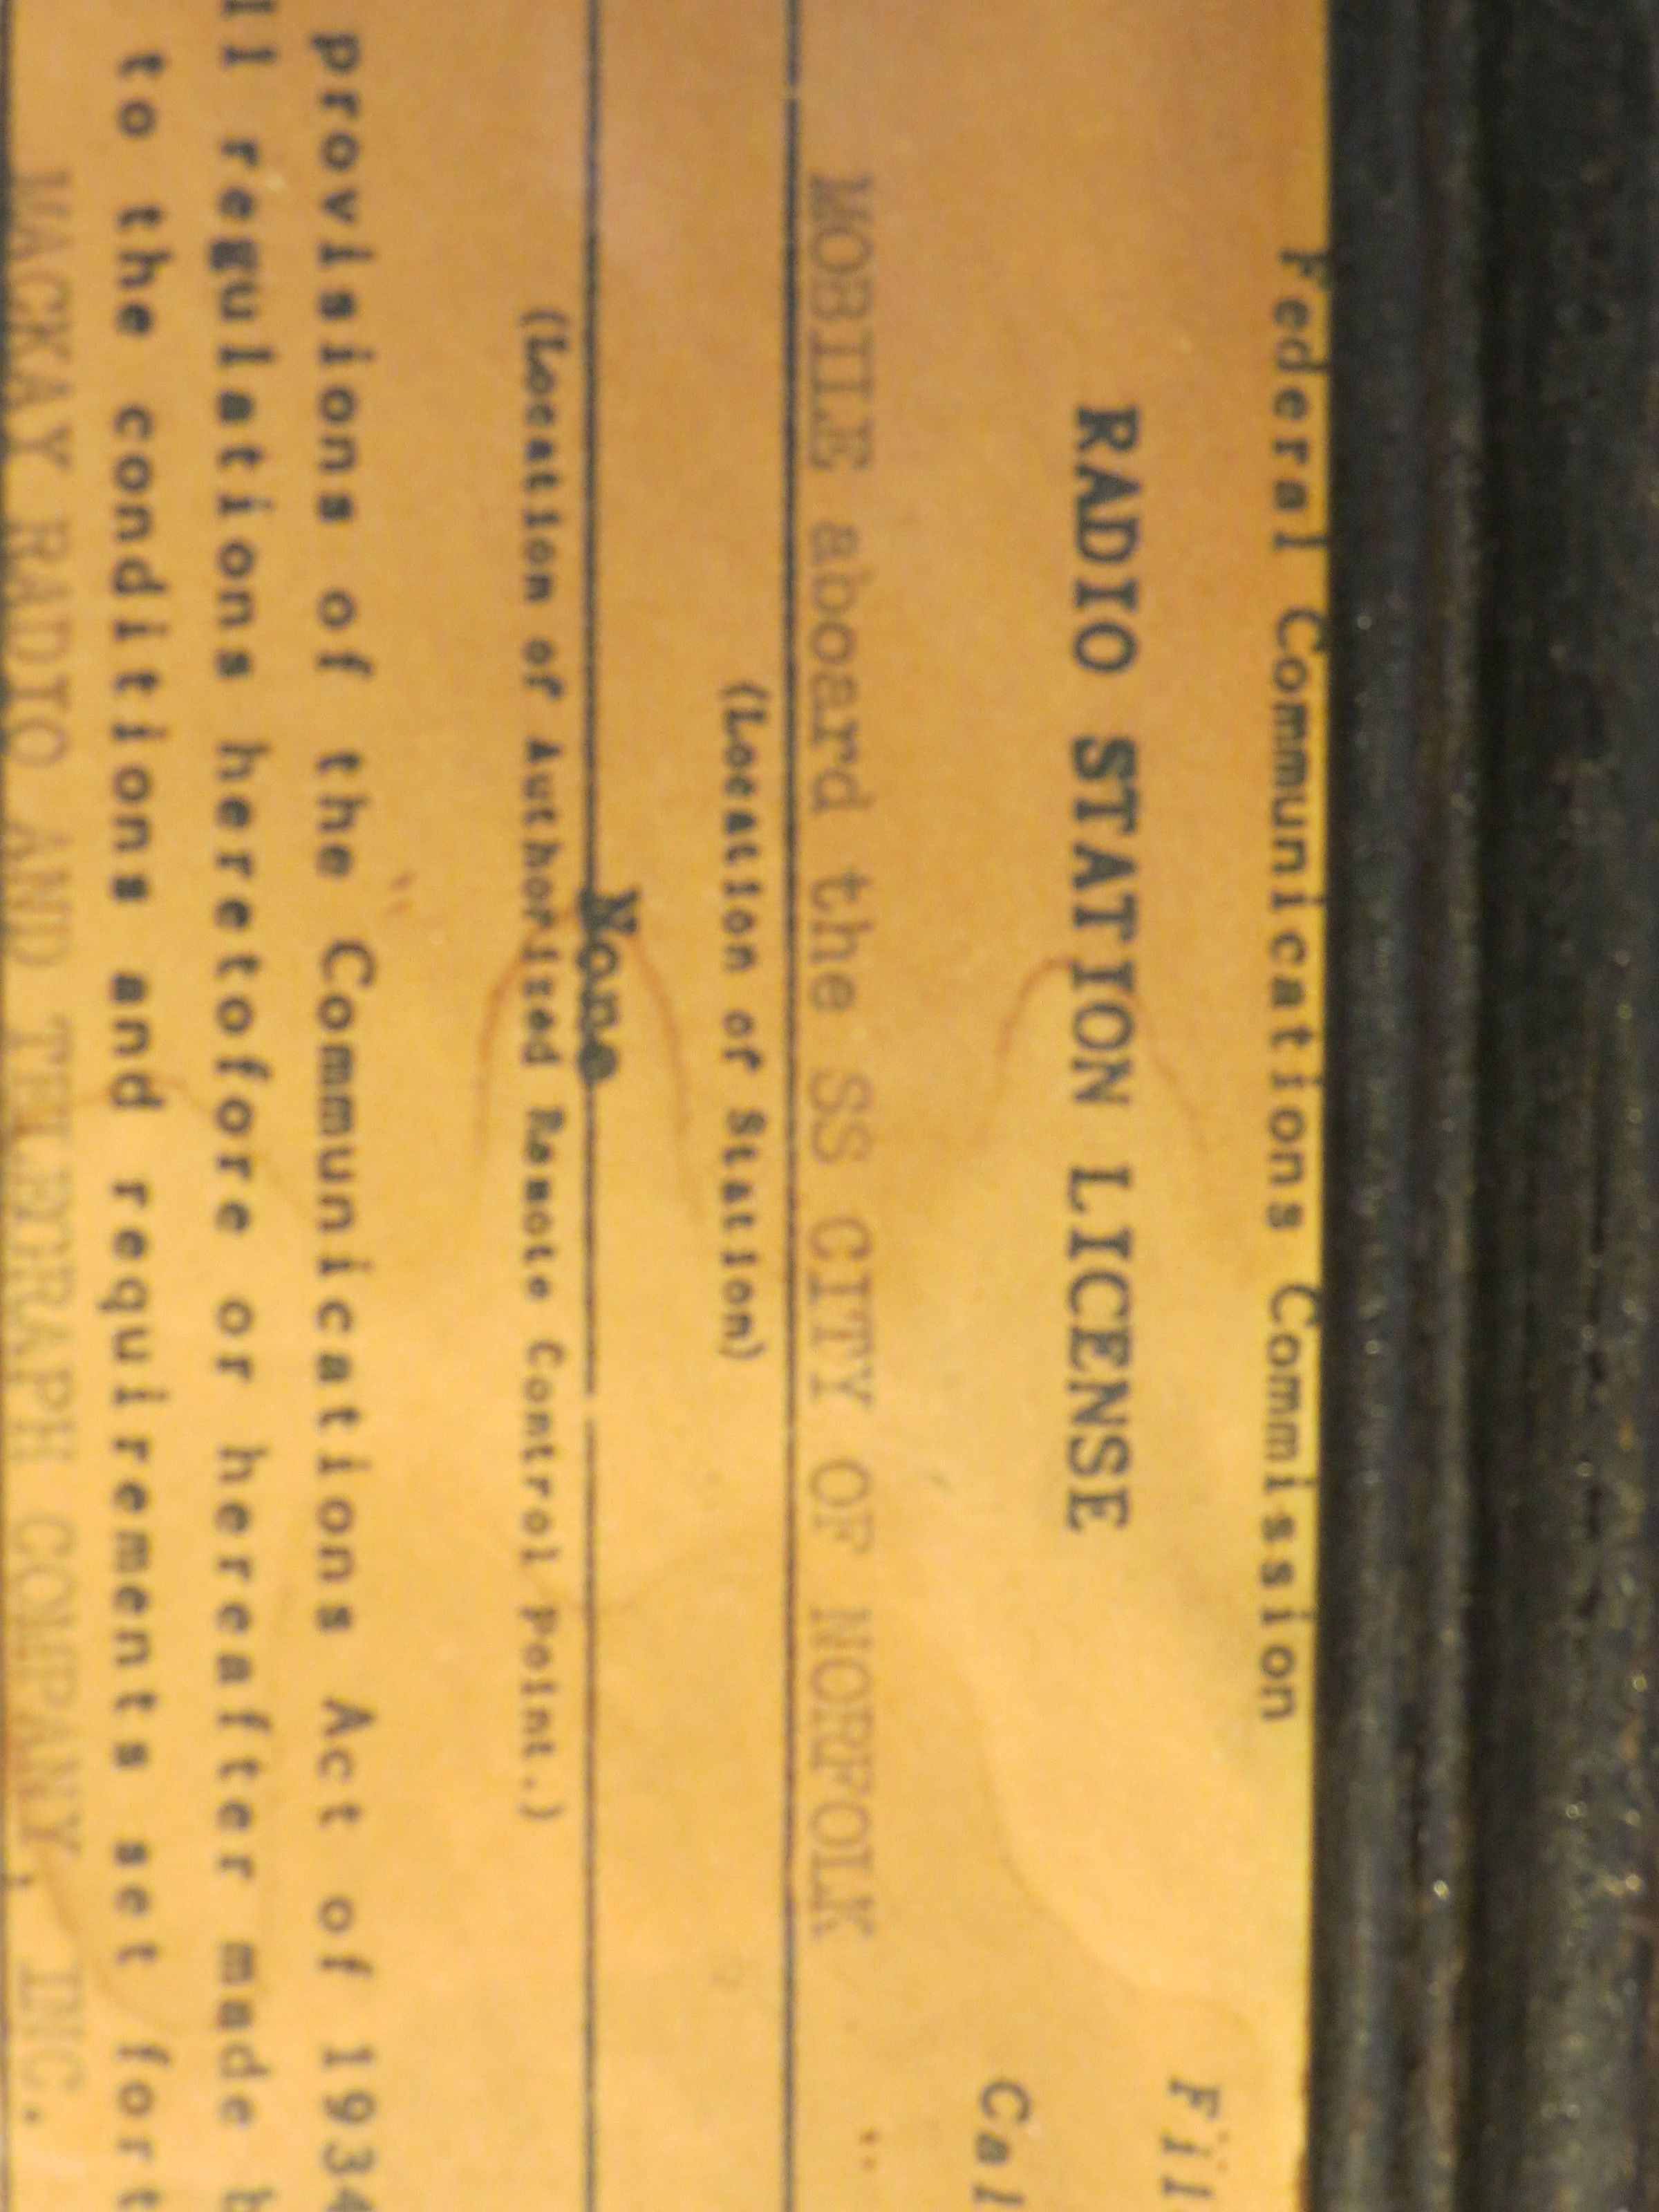 Federal Communications Commission
Fil
RADIO STATION LICENSE
Cal
MOBILE aboard the SS CITY OF NORFOLK
(Location of Station)
None
(Location of Authorized Remote Control Point.)
provisions of the Communications Act of 1934
ll regulations heretofore or hereafter made b
to the conditions and requirements set fort
MACKAY RADIO AND TELEGRAPH COMPANY, INC.